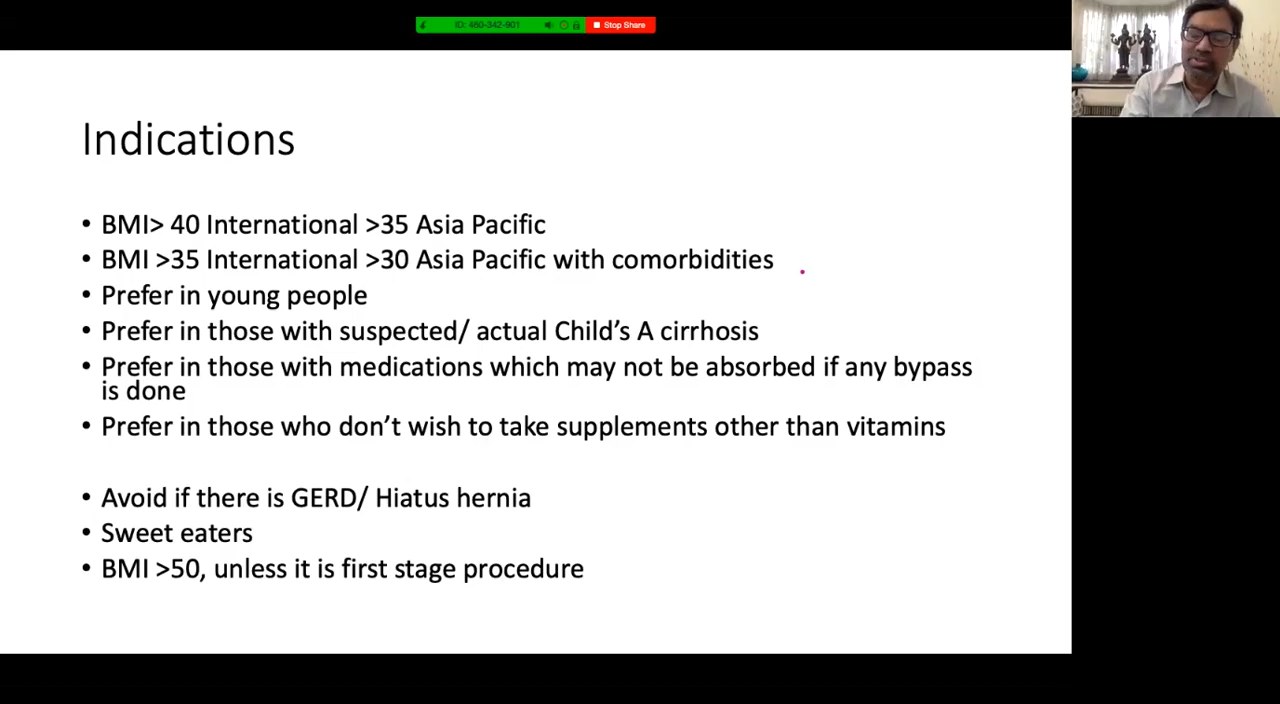 ID: 460-342-901
Stop Share
Indications
• BMI> 40 International >35 Asia Pacific
• BMI >35 International >30 Asia Pacific with comorbidities
• Prefer in young people
• Prefer in those with suspected/ actual Child’s A cirrhosis
• Prefer in those with medications which may not be absorbed if any bypass
is done
• Prefer in those who don’t wish to take supplements other than vitamins
• Avoid if there is GERD/ Hiatus hernia
• Sweet eaters
• BMI >50, unless it is first stage procedure